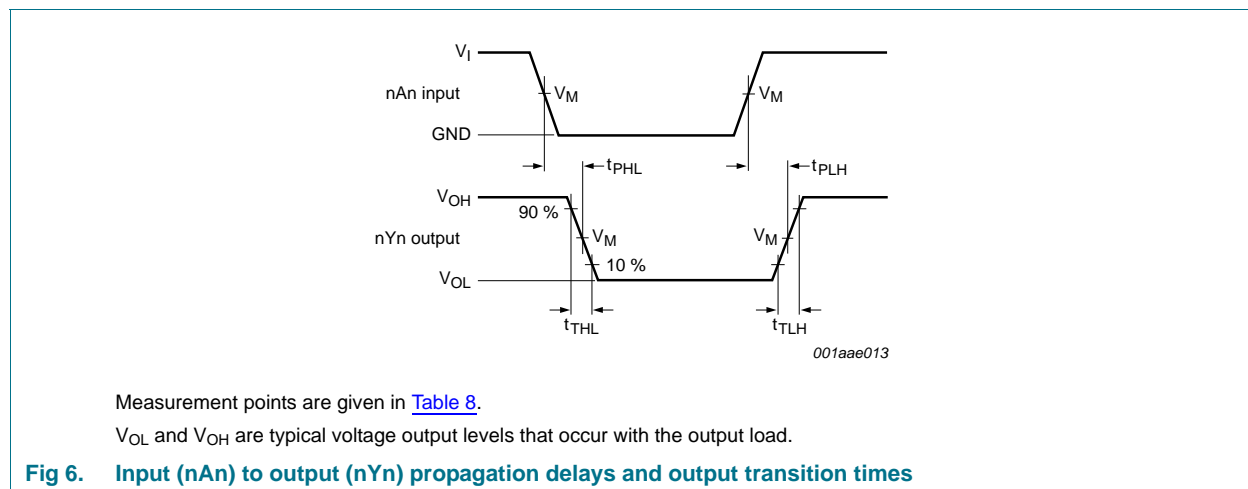 VI
nAn input
VM
VM
GND
tPHL
tPLH
VOH
90 %
nYn output
VM
VM
10 %
VOL
tTHL
tTLH
001aae013
Measurement points are given in Table 8.
VOL and VOH are typical voltage output levels that occur with the output load.
Fig 6. Input (nAn) to output (nYn) propagation delays and output transition times